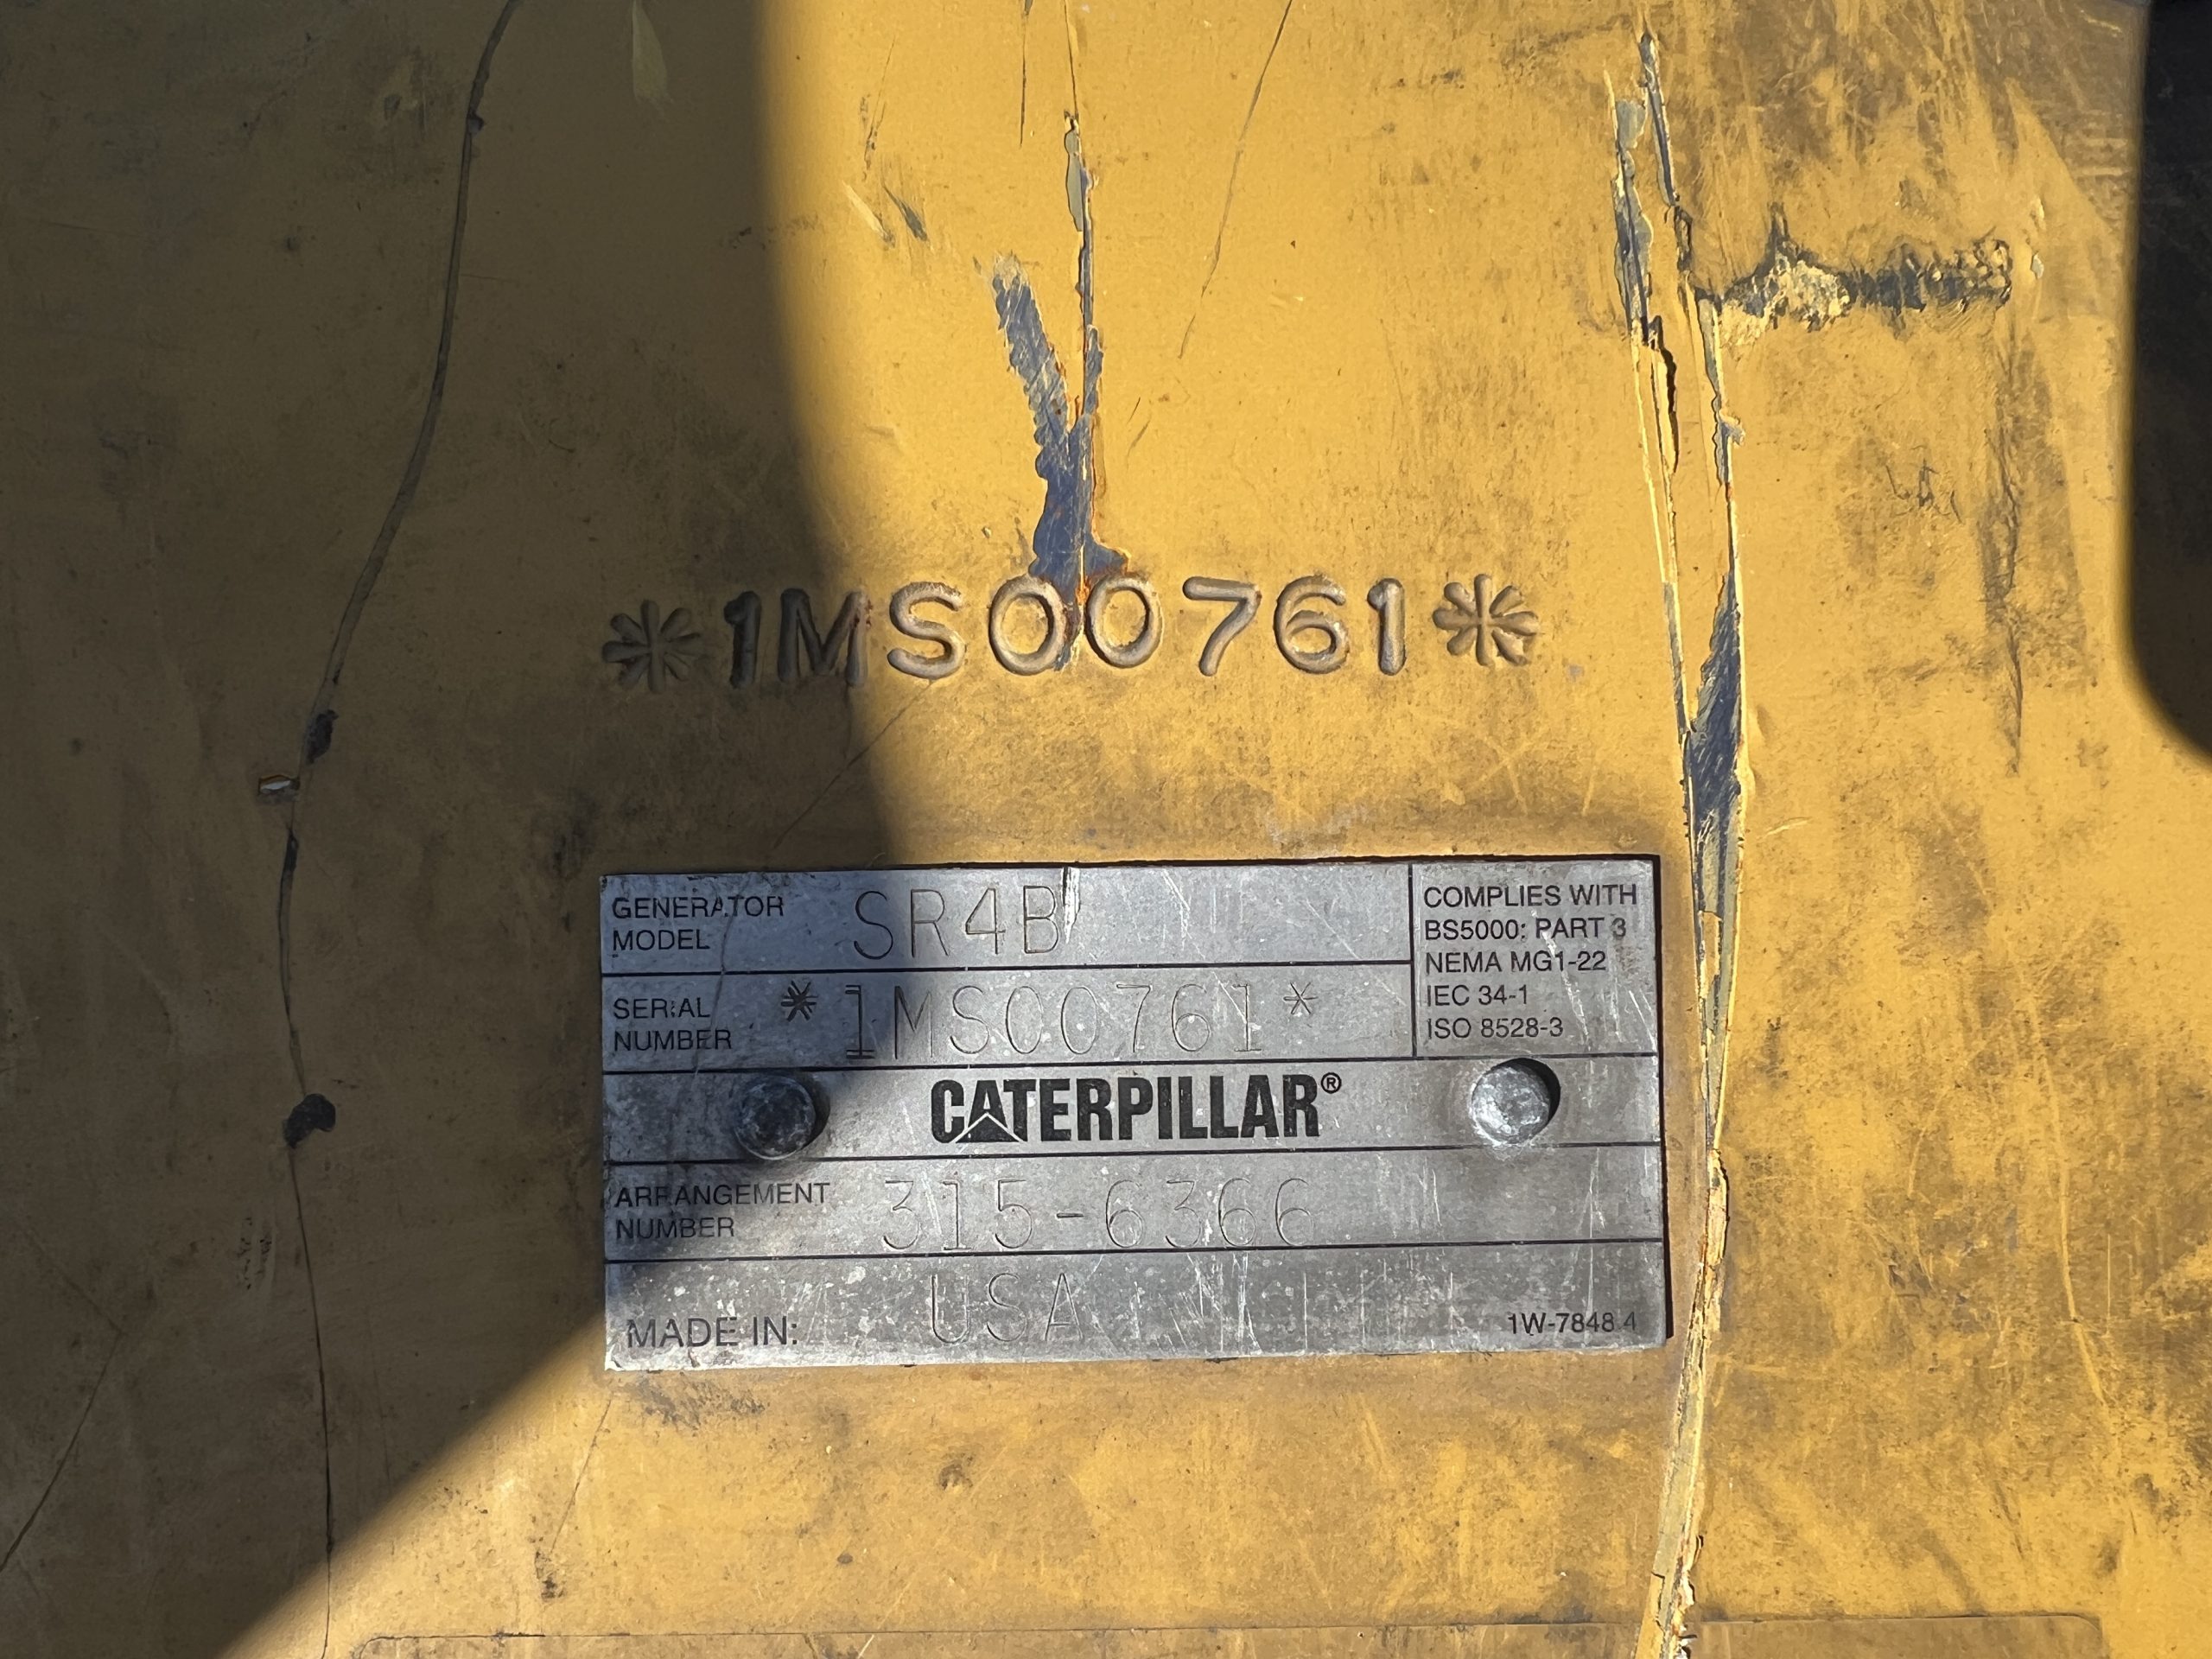 *1MS00761*
GENERATOR MODEL SR4B
SERIAL NUMBER *1MS00761*
COMPLIES WITH
BS5000: PART 3
NEMA MG1-22
IEC 34-1
ISO 8528-3
CATERPILLAR®
ARRANGEMENT NUMBER 315-6366
MADE IN: USA
1W-7848 4